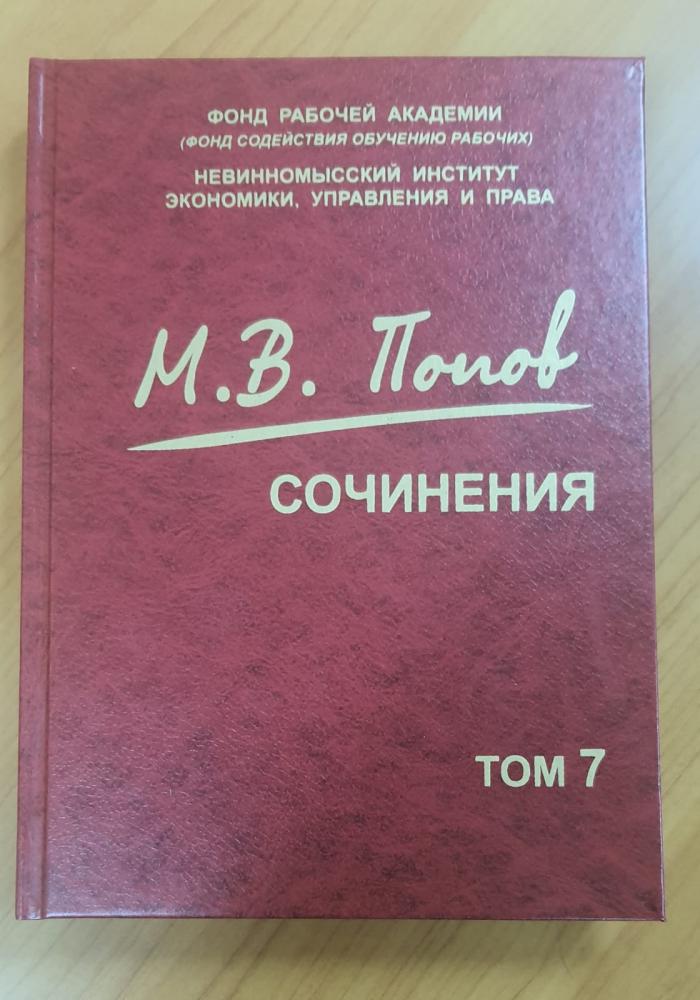 ФОНД РАБОЧЕЙ АКАДЕМИИ
(ФОНД СОДЕЙСТВИЯ ОБУЧЕНИЮ РАБОЧИХ)
НЕВИННОМЫССКИЙ ИНСТИТУТ
ЭКОНОМИКИ, УПРАВЛЕНИЯ И ПРАВА
М.В. Попов
СОЧИНЕНИЯ
ТОМ 7